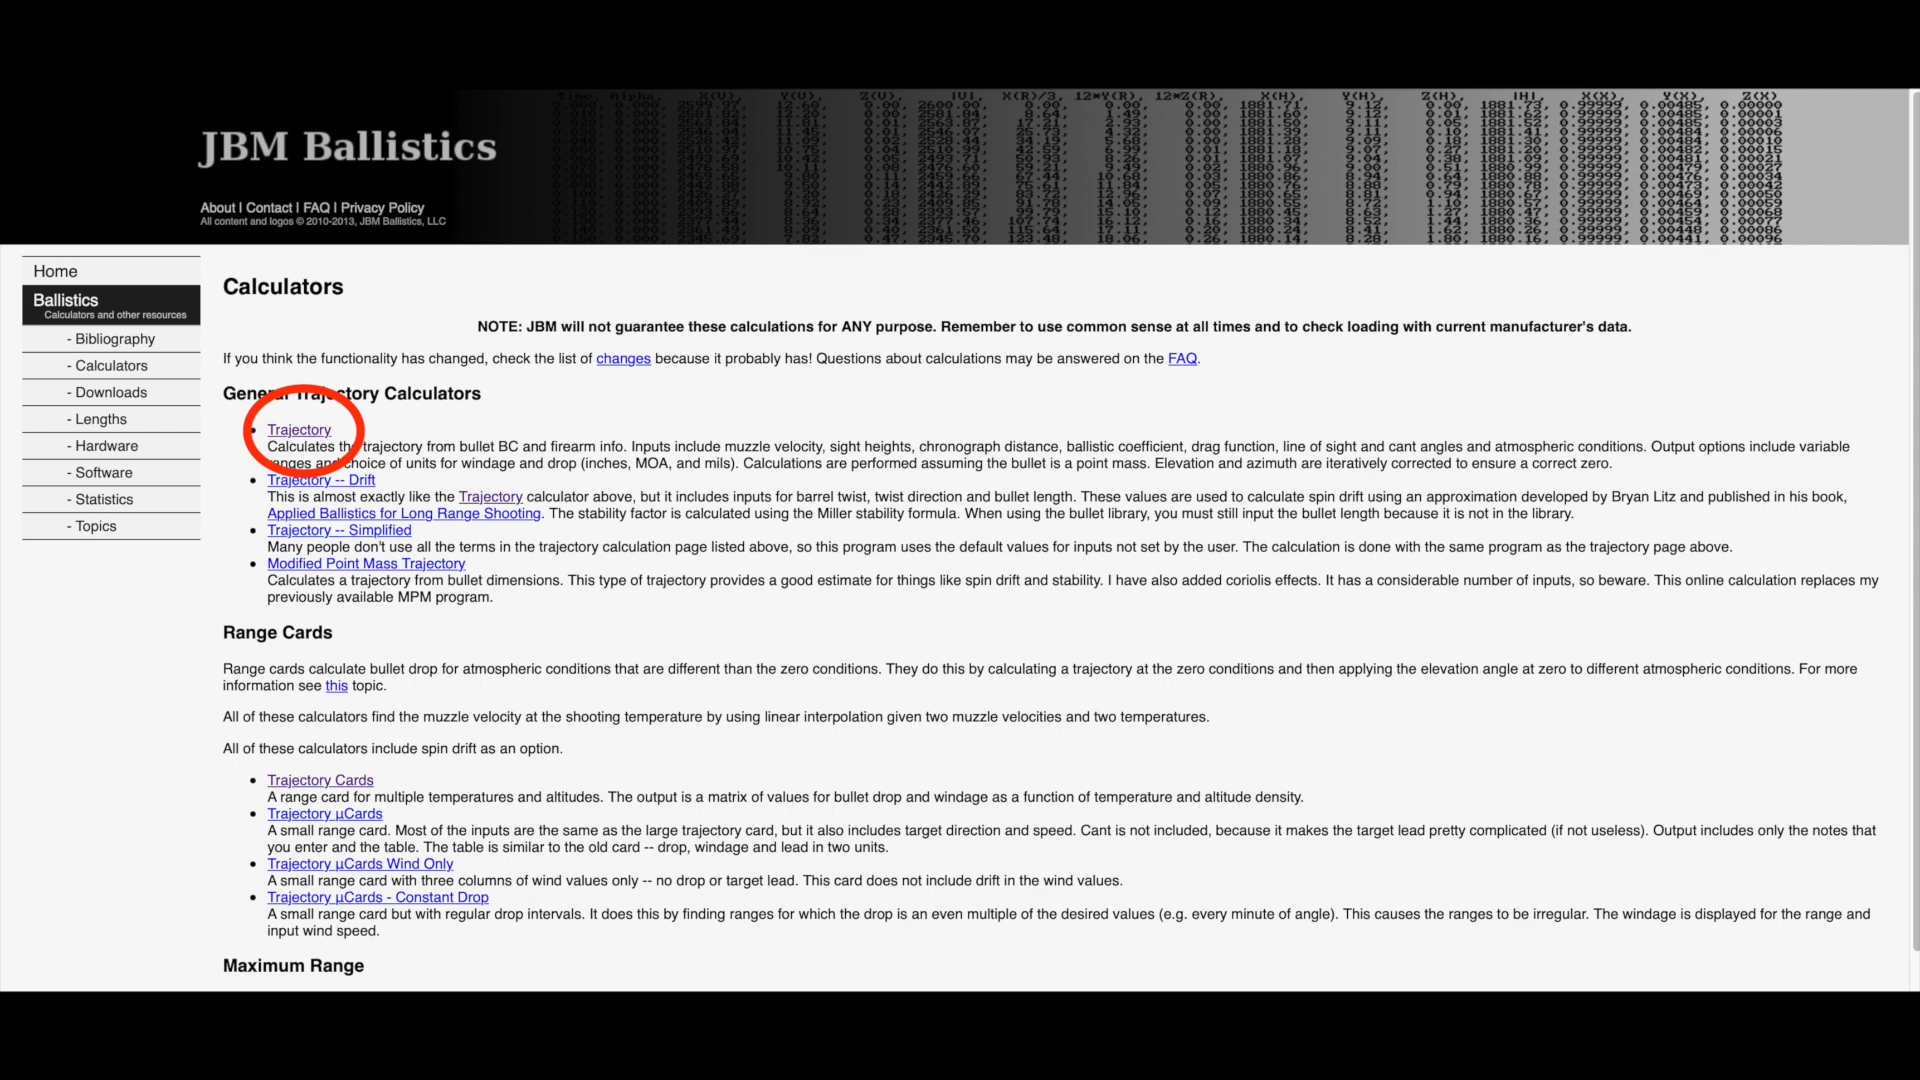 JBM Ballistics
About | Contact | FAQ | Privacy Policy
All content and logos © 2010-2013, JBM Ballistics, LLC
Home
Ballistics
Calculators and other resources
- Bibliography
- Calculators
- Downloads
- Lengths
- Hardware
- Software
- Statistics
- Topics
Calculators
NOTE: JBM will not guarantee these calculations for ANY purpose. Remember to use common sense at all times and to check loading with current manufacturer's data.
If you think the functionality has changed, check the list of changes because it probably has! Questions about calculations may be answered on the FAQ.
General Trajectory Calculators
Trajectory
Calculates the trajectory from bullet BC and firearm info. Inputs include muzzle velocity, sight heights, chronograph distance, ballistic coefficient, drag function, line of sight and cant angles and atmospheric conditions. Output options include variable
ranges and choice of units for windage and drop (inches, MOA, and mils). Calculations are performed assuming the bullet is a point mass. Elevation and azimuth are iteratively corrected to ensure a correct zero.
Trajectory -- Drift
This is almost exactly like the Trajectory calculator above, but it includes inputs for barrel twist, twist direction and bullet length. These values are used to calculate spin drift using an approximation developed by Bryan Litz and published in his book,
Applied Ballistics for Long Range Shooting. The stability factor is calculated using the Miller stability formula. When using the bullet library, you must still input the bullet length because it is not in the library.
Trajectory -- Simplified
Many people don't use all the terms in the trajectory calculation page listed above, so this program uses the default values for inputs not set by the user. The calculation is done with the same program as the trajectory page above.
Modified Point Mass Trajectory
Calculates a trajectory from bullet dimensions. This type of trajectory provides a good estimate for things like spin drift and stability. I have also added coriolis effects. It has a considerable number of inputs, so beware. This online calculation replaces my
previously available MPM program.
Range Cards
Range cards calculate bullet drop for atmospheric conditions that are different than the zero conditions. They do this by calculating a trajectory at the zero conditions and then applying the elevation angle at zero to different atmospheric conditions. For more
information see this topic.
All of these calculators find the muzzle velocity at the shooting temperature by using linear interpolation given two muzzle velocities and two temperatures.
All of these calculators include spin drift as an option.
Trajectory Cards
A range card for multiple temperatures and altitudes. The output is a matrix of values for bullet drop and windage as a function of temperature and altitude density.
Trajectory µCards
A small range card. Most of the inputs are the same as the large trajectory card, but it also includes target direction and speed. Cant is not included, because it makes the target lead pretty complicated (if not useless). Output includes only the notes that
you enter and the table. The table is similar to the old card -- drop, windage and lead in two units.
Trajectory µCards Wind Only
A small range card with three columns of wind values only -- no drop or target lead. This card does not include drift in the wind values.
Trajectory µCards - Constant Drop
A small range card but with regular drop intervals. It does this by finding ranges for which the drop is an even multiple of the desired values (e.g. every minute of angle). This causes the ranges to be irregular. The windage is displayed for the range and
input wind speed.
Maximum Range